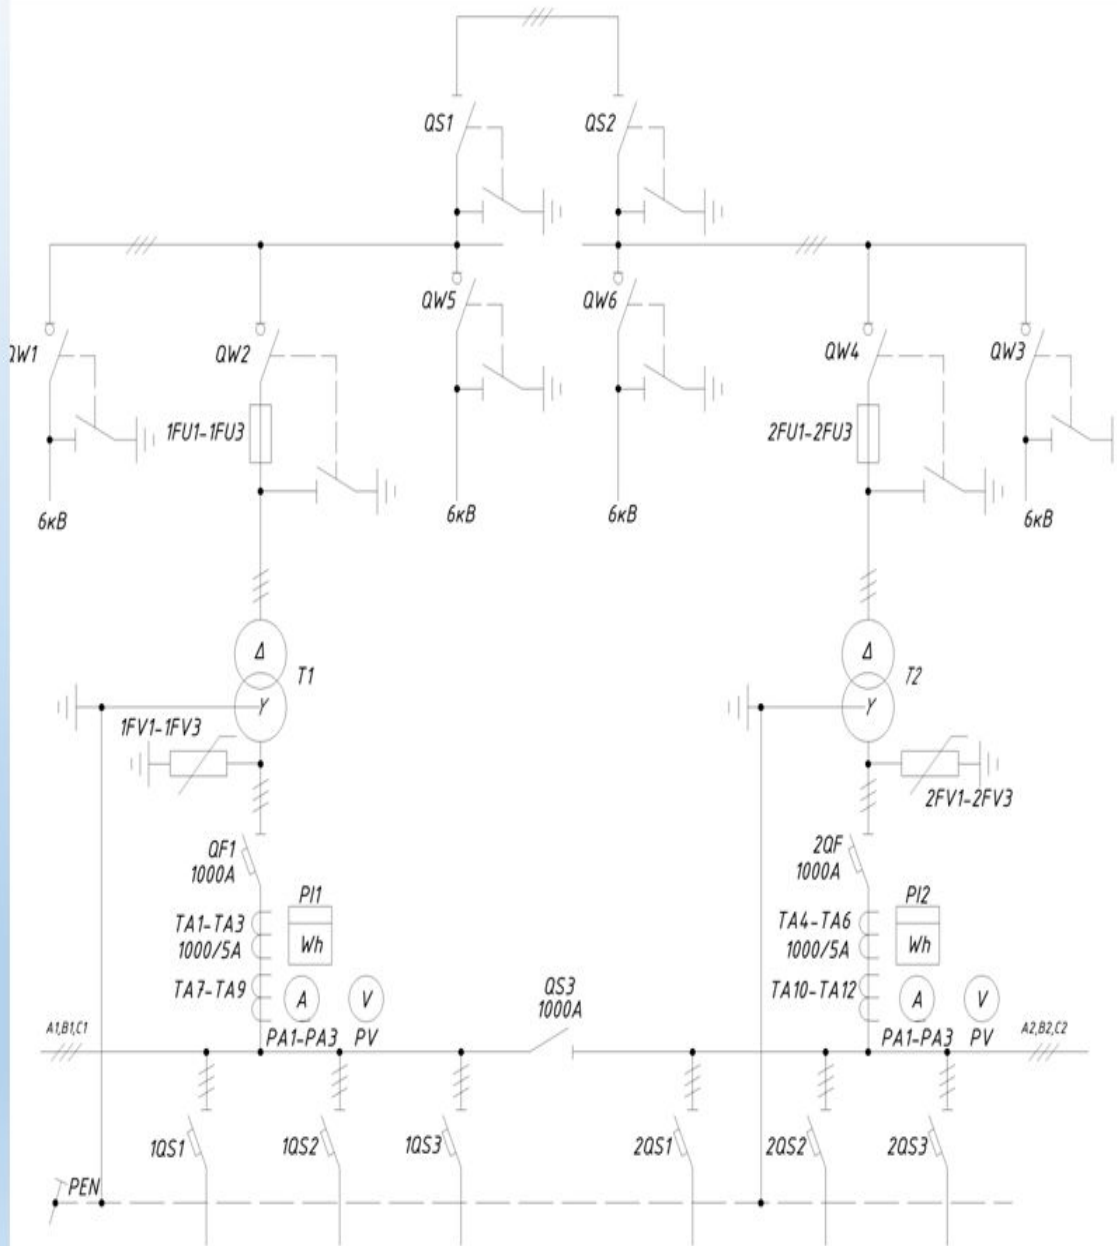 QS1
QS2
QW5
QW6
QW1
QW2
QW4
QW3
1FU1-1FU3
2FU1-2FU3
6кВ
6кВ
6кВ
6кВ
Δ
T1
Y
Δ
T2
Y
1FV1-1FV3
2FV1-2FV3
QF1
1000A
2QF
1000A
PI1
Wh
TA1-TA3
1000/5A
TA7-TA9
A
V
PA1-PA3
PV
QS3
1000A
PI2
Wh
TA4-TA6
1000/5A
TA10-TA12
A
V
PA1-PA3
PV
A1,B1,C1
A2,B2,C2
1QS1
1QS2
1QS3
2QS1
2QS2
2QS3
PEN